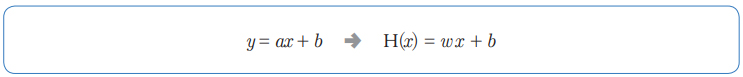 y = ax + b ➔ H(x) = wx + b